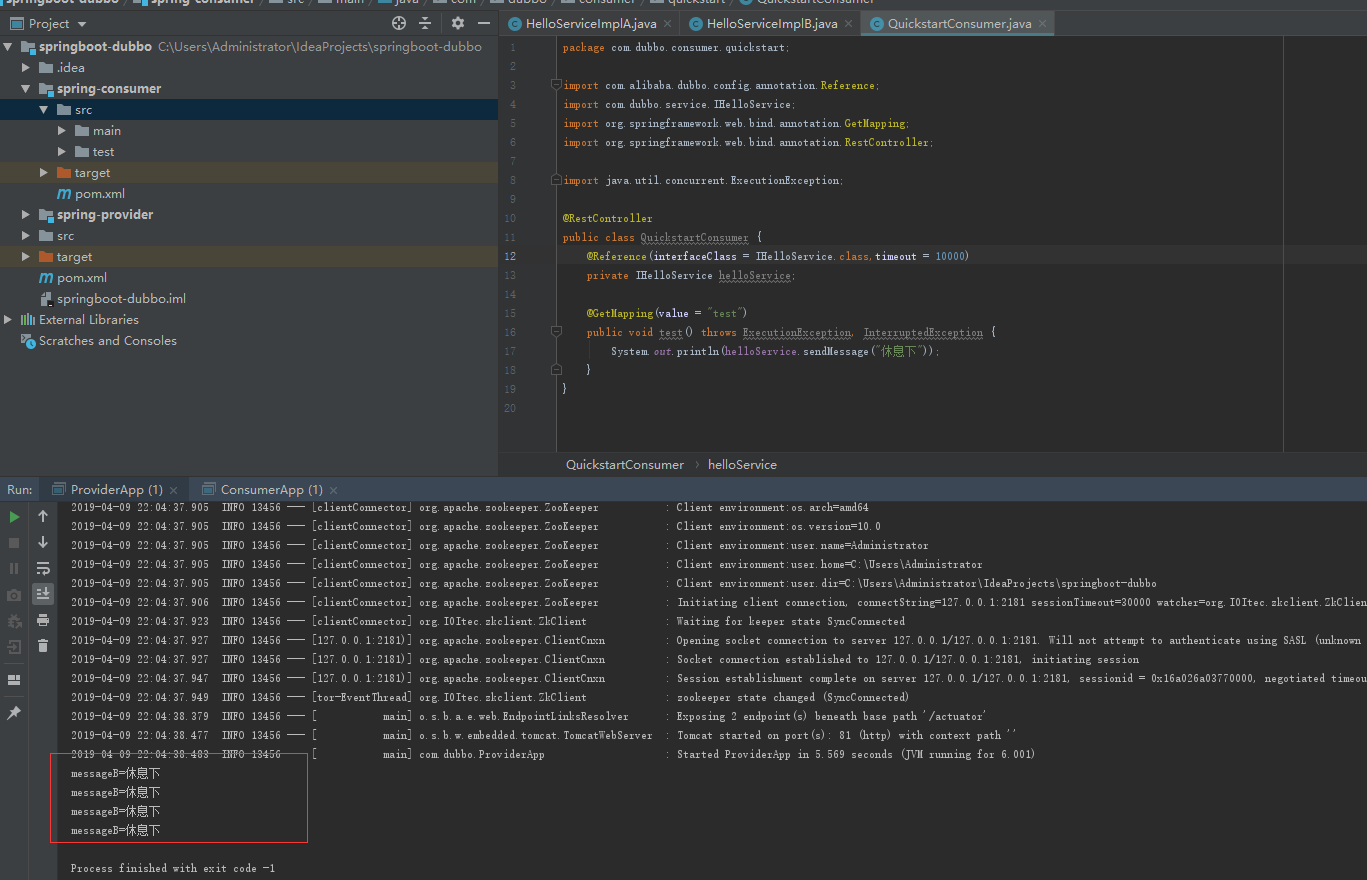 springboot-dubbo spring-consumer src main java com dubbo consumer quickstart QuickstartConsumer
Project
springboot-dubbo C:\Users\Administrator\IdeaProjects\springboot-dubbo
.idea
spring-consumer
src
main
test
target
pom.xml
spring-provider
src
target
pom.xml
springboot-dubbo.iml
External Libraries
Scratches and Consoles
HelloServiceImplA.java HelloServiceImplB.java QuickstartConsumer.java
1 package com.dubbo.consumer.quickstart;
2
3 import com.alibaba.dubbo.config.annotation.Reference;
4 import com.dubbo.service.IHelloService;
5 import org.springframework.web.bind.annotation.GetMapping;
6 import org.springframework.web.bind.annotation.RestController;
7
8 import java.util.concurrent.ExecutionException;
9
10 @RestController
11 public class QuickstartConsumer {
12 @Reference(interfaceClass = IHelloService.class,timeout = 10000)
13 private IHelloService helloService;
14
15 @GetMapping(value = "test")
16 public void test() throws ExecutionException, InterruptedException {
17 System.out.println(helloService.sendMessage("休息下"));
18 }
19 }
20
QuickstartConsumer › helloService
Run: ProviderApp (1) ConsumerApp (1)
2019-04-09 22:04:37.905 INFO 13456 --- [clientConnector] org.apache.zookeeper.ZooKeeper : Client environment:os.arch=amd64
2019-04-09 22:04:37.905 INFO 13456 --- [clientConnector] org.apache.zookeeper.ZooKeeper : Client environment:os.version=10.0
2019-04-09 22:04:37.905 INFO 13456 --- [clientConnector] org.apache.zookeeper.ZooKeeper : Client environment:user.name=Administrator
2019-04-09 22:04:37.905 INFO 13456 --- [clientConnector] org.apache.zookeeper.ZooKeeper : Client environment:user.home=C:\Users\Administrator
2019-04-09 22:04:37.905 INFO 13456 --- [clientConnector] org.apache.zookeeper.ZooKeeper : Client environment:user.dir=C:\Users\Administrator\IdeaProjects\springboot-dubbo
2019-04-09 22:04:37.906 INFO 13456 --- [clientConnector] org.apache.zookeeper.ZooKeeper : Initiating client connection, connectString=127.0.0.1:2181 sessionTimeout=30000 watcher=org.I0Itec.zkclient.ZkClien
2019-04-09 22:04:37.923 INFO 13456 --- [clientConnector] org.I0Itec.zkclient.ZkClient : Waiting for keeper state SyncConnected
2019-04-09 22:04:37.927 INFO 13456 --- [127.0.0.1:2181)] org.apache.zookeeper.ClientCnxn : Opening socket connection to server 127.0.0.1/127.0.0.1:2181. Will not attempt to authenticate using SASL (unknown
2019-04-09 22:04:37.927 INFO 13456 --- [127.0.0.1:2181)] org.apache.zookeeper.ClientCnxn : Socket connection established to 127.0.0.1/127.0.0.1:2181, initiating session
2019-04-09 22:04:37.947 INFO 13456 --- [127.0.0.1:2181)] org.apache.zookeeper.ClientCnxn : Session establishment complete on server 127.0.0.1/127.0.0.1:2181, sessionid = 0x16a026a03770000, negotiated timeou
2019-04-09 22:04:37.949 INFO 13456 --- [tor-EventThread] org.I0Itec.zkclient.ZkClient : zookeeper state changed (SyncConnected)
2019-04-09 22:04:38.379 INFO 13456 --- [ main] o.s.b.a.e.web.EndpointLinksResolver : Exposing 2 endpoint(s) beneath base path '/actuator'
2019-04-09 22:04:38.477 INFO 13456 --- [ main] o.s.b.w.embedded.tomcat.TomcatWebServer : Tomcat started on port(s): 81 (http) with context path ''
2019-04-09 22:04:38.483 INFO 13456 --- [ main] com.dubbo.ProviderApp : Started ProviderApp in 5.569 seconds (JVM running for 6.001)
messageB=休息下
messageB=休息下
messageB=休息下
messageB=休息下
Process finished with exit code -1